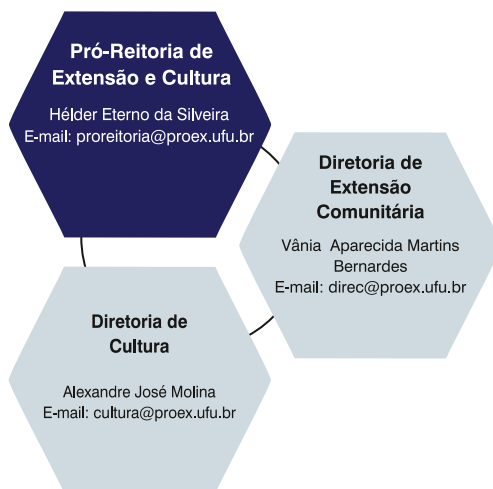 Pró-Reitoria de
Extensão e Cultura
Hélder Eterno da Silveira
E-mail: proreitoria@proex.ufu.br
Diretoria de
Extensão
Comunitária
Vânia Aparecida Martins
Bernardes
E-mail: direc@proex.ufu.br
Diretoria de
Cultura
Alexandre José Molina
E-mail: cultura@proex.ufu.br